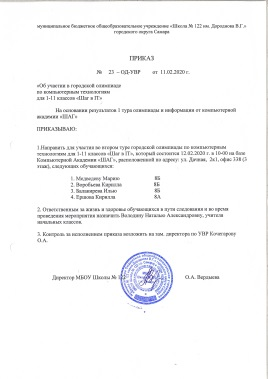 муниципальное бюджетное общеобразовательное учреждение «Школа № 122 им. Дороднова В.Г.»
городского округа Самара
ПРИКАЗ
№ 23 – ОД-УВР от 11.02.2020 г.
«Об участии в городской олимпиаде
по компьютерным технологиям
для 1-11 классов «Шаг в IT»
На основании результатов 1 тура олимпиады и информации от компьютерной
академии «ШАГ»
ПРИКАЗЫВАЮ:
1.Направить для участия во втором туре городской олимпиады по компьютерным
технологиям для 1-11 классов «Шаг в IT», который состоится 12.02.2020 г. в 10-00 на базе
Компьютерной Академии «ШАГ», расположенной по адресу: ул. Дачная, 2к1, офис 338 (3
этаж), следующих обучающихся:
1. Медведеву Марию 8Б
2. Воробьева Кирилла 8Б
3. Башкирева Илью 8Б
4. Ершова Кирилла 8А
2. Ответственным за жизнь и здоровье обучающихся в пути следования и во время
проведения мероприятия назначить Володину Наталью Александровну, учителя
начальных классов.
3. Контроль за исполнением приказа возложить на зам. директора по УВР Кочегарову
О.А.
Директор МБОУ Школы № 122 О.А. Вердыева